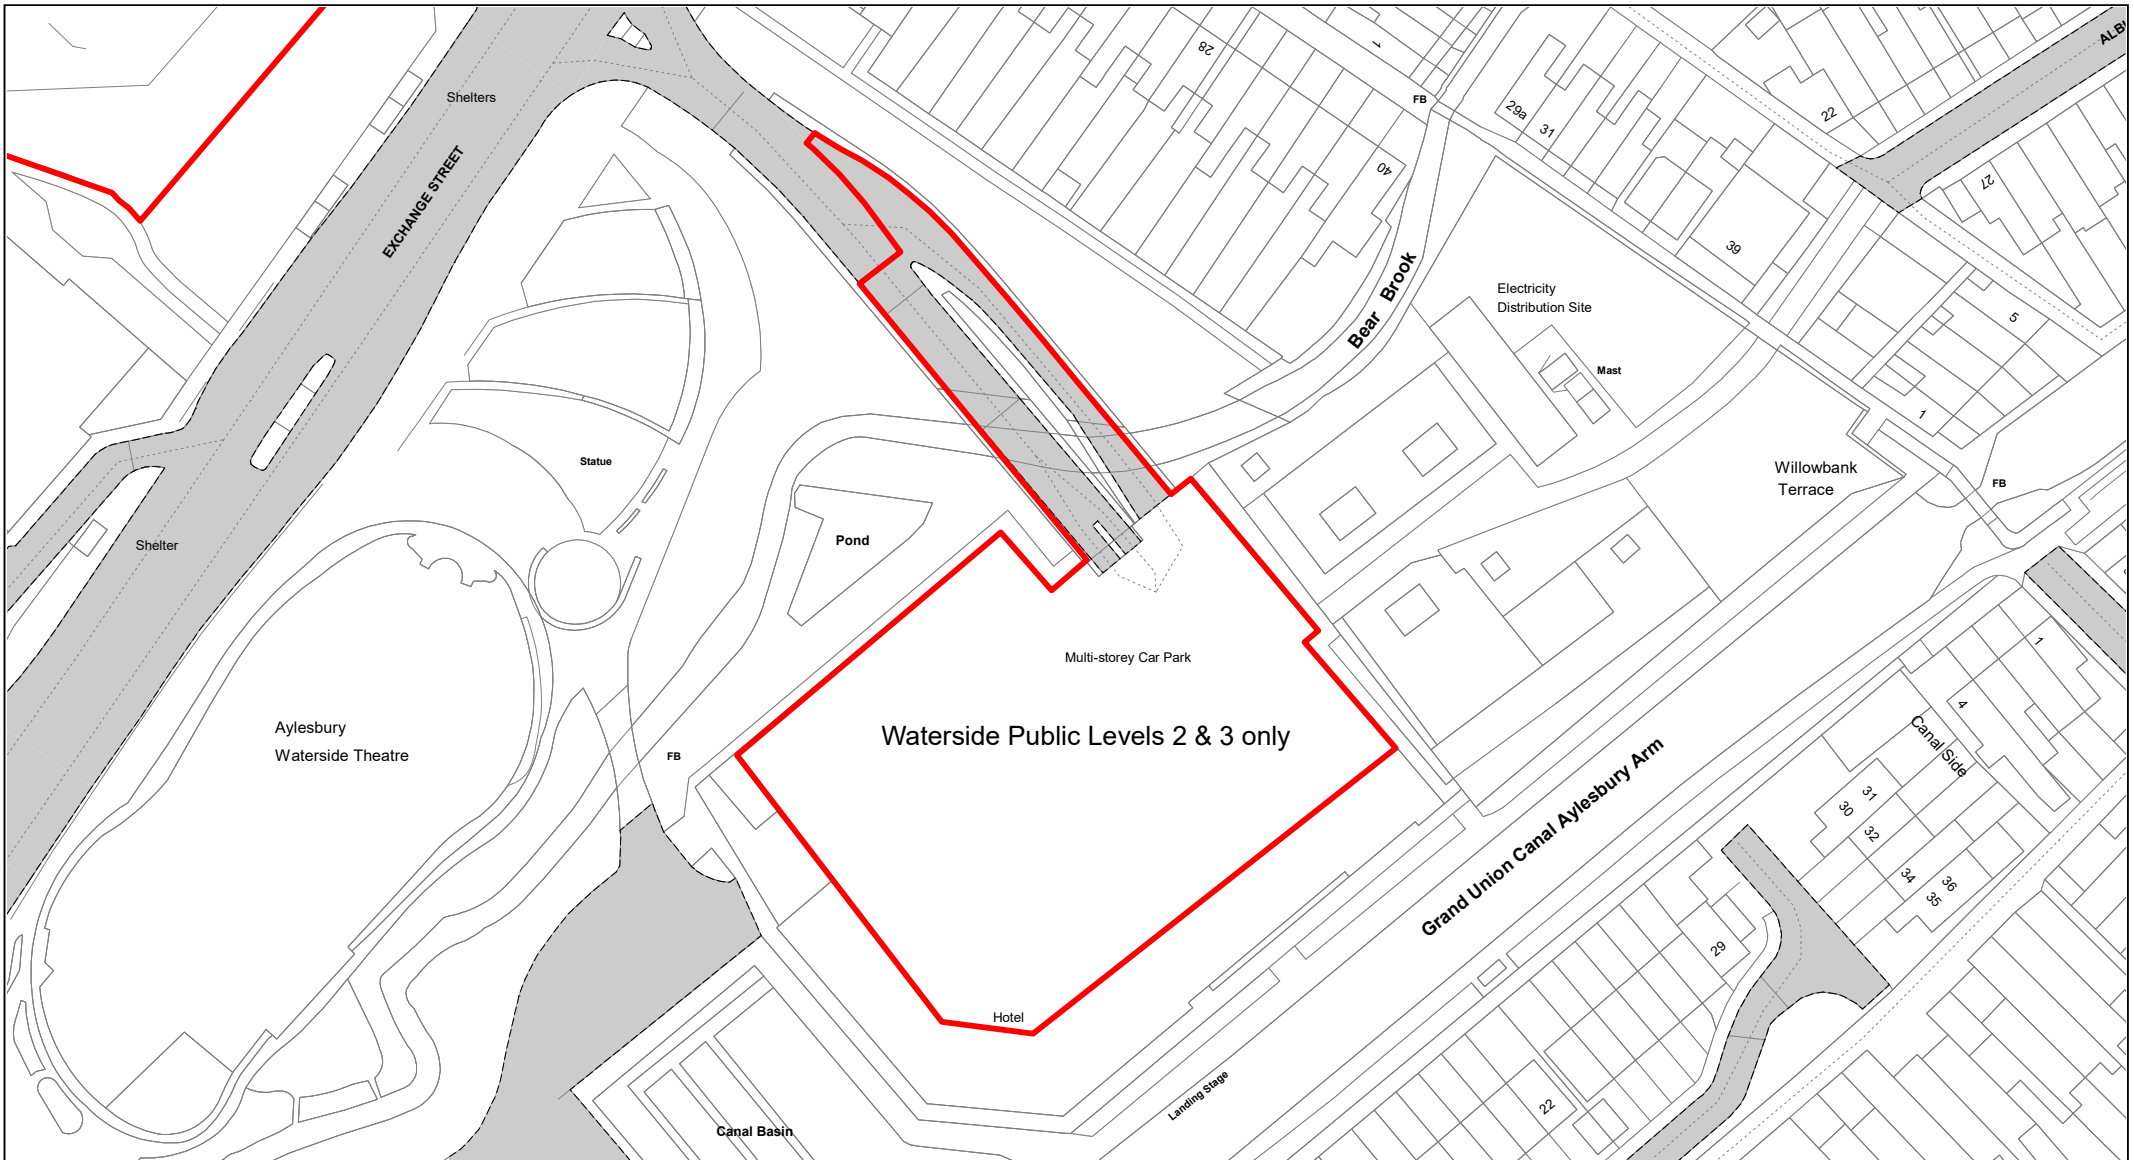 28
1
ALB
Shelters
FB
29a
31
22
EXCHANGE STREET
40
27
39
Bear Brook
Electricity
Distribution Site
5
Mast
1
Statue
Willowbank
Terrace
FB
Shelter
Pond
Multi-storey Car Park
1
4
Canal Side
Aylesbury
Waterside Theatre
Waterside Public Levels 2 & 3 only
FB
Grand Union Canal Aylesbury Arm
31
30
32
34
36
35
29
Hotel
Landing Stage
22
Canal Basin